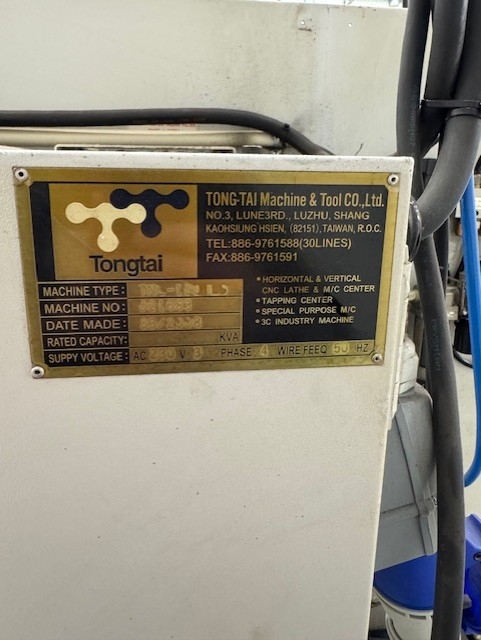 Tongtai
TONG-TAI Machine & Tool CO.,Ltd.
NO.3, LUNE3RD., LUZHU, SHANG
KAOHSIUNG HSIEN, (82151), TAIWAN, R.O.C.
TEL:886-9761588(30LINES)
FAX:886-9761591
• HORIZONTAL & VERTICAL
CNC LATHE & M/C CENTER
• TAPPING CENTER
• SPECIAL PURPOSE M/C
• 3C INDUSTRY MACHINE
MACHINE TYPE:
MACHINE NO:
DATE MADE:
RATED CAPACITY: KVA
SUPPY VOLTAGE: AC 230 V 3 PHASE 4 WIRE/FEEQ 50 HZ